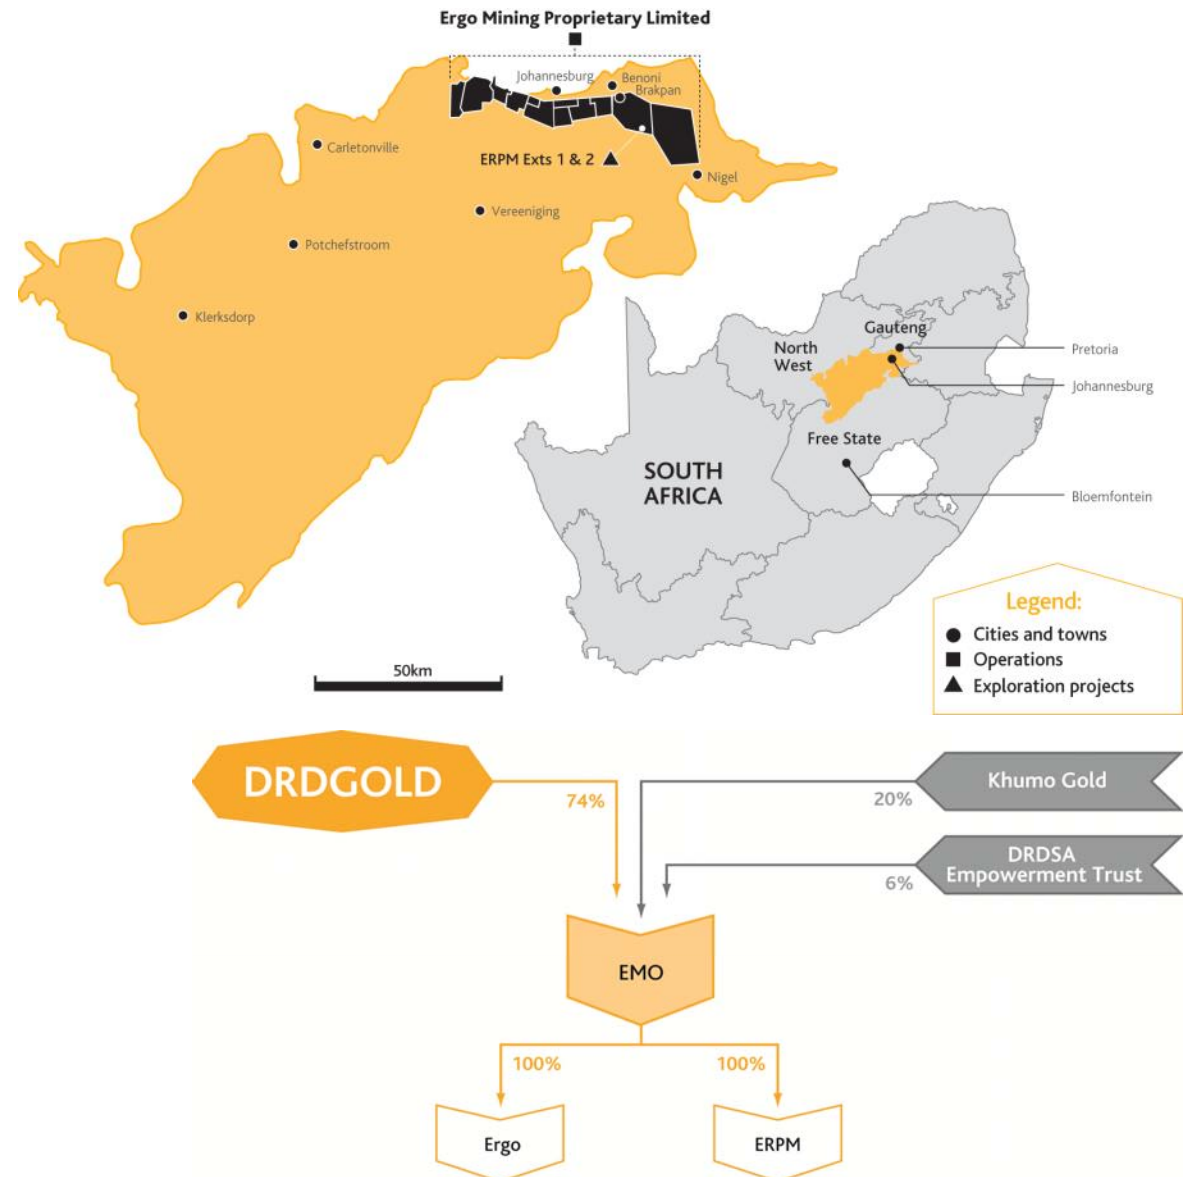 Ergo Mining Proprietary Limited
Johannesburg
Benoni
Brakpan
Carletonville
ERPM Exts 1 & 2
Nigel
Vereeniging
Potchefstroom
Klerksdorp
Gauteng
North
West
Pretoria
Johannesburg
Free State
SOUTH
AFRICA
Bloemfontein
Legend:
Cities and towns
Operations
Exploration projects
50km
DRDGOLD
74%
Khumo Gold
20%
DRDSA
Empowerment Trust
6%
EMO
100%
100%
Ergo
ERPM